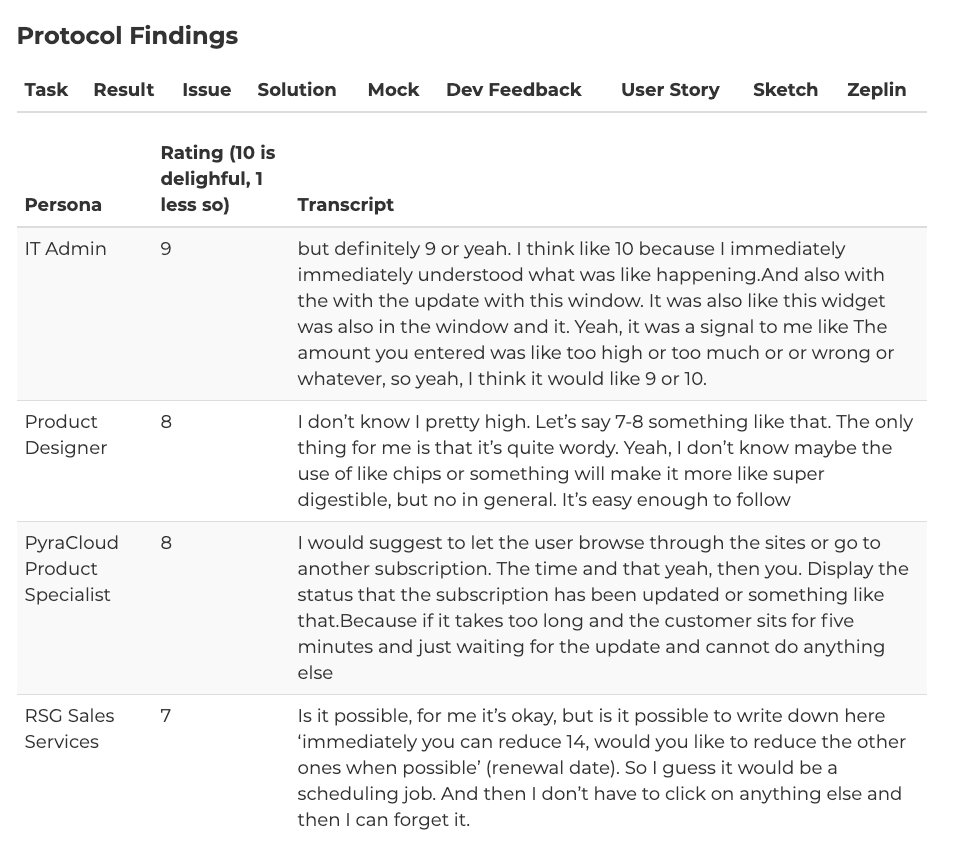 Protocol Findings
Task Result Issue Solution Mock Dev Feedback User Story Sketch Zeplin
Persona
Rating (10 is
delighful, 1
less so)
Transcript
IT Admin
9
but definitely 9 or yeah. I think like 10 because I immediately
immediately understood what was like happening.And also with
the with the update with this window. It was also like this widget
was also in the window and it. Yeah, it was a signal to me like The
amount you entered was like too high or too much or or wrong or
whatever, so yeah, I think it would like 9 or 10.
Product
Designer
8
I don’t know I pretty high. Let’s say 7-8 something like that. The only
thing for me is that it’s quite wordy. Yeah, I don’t know maybe the
use of like chips or something will make it more like super
digestible, but no in general. It’s easy enough to follow
PyraCloud
Product
Specialist
8
I would suggest to let the user browse through the sites or go to
another subscription. The time and that yeah, then you. Display the
status that the subscription has been updated or something like
that.Because if it takes too long and the customer sits for five
minutes and just waiting for the update and cannot do anything
else
RSG Sales
Services
7
Is it possible, for me it’s okay, but is it possible to write down here
‘immediately you can reduce 14, would you like to reduce the other
ones when possible’ (renewal date). So I guess it would be a
scheduling job. And then I don’t have to click on anything else and
then I can forget it.